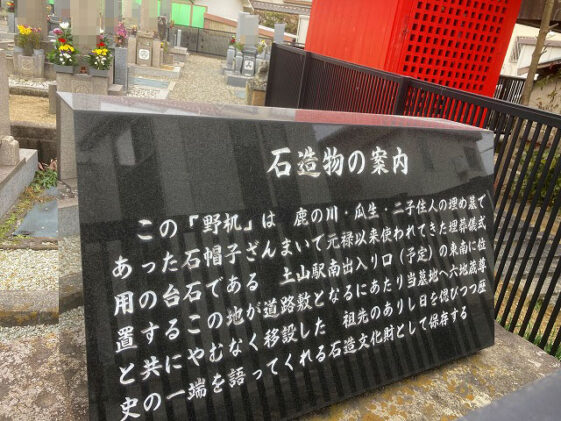 石造物の案内
この『野机』は 鹿の川・瓜生・二子住人の埋め墓で
あった石帽子ざんまいで元禄以来使われてきた埋葬儀式
用の台石である 土山駅南出入り口(予定)の東南に位
置するこの地が道路敷となるにあたり当墓地へ六地蔵尊
と共にやむなく移設した 祖先のありし日を偲びつつ歴
史の一端を語ってくれる石造文化財として保存する